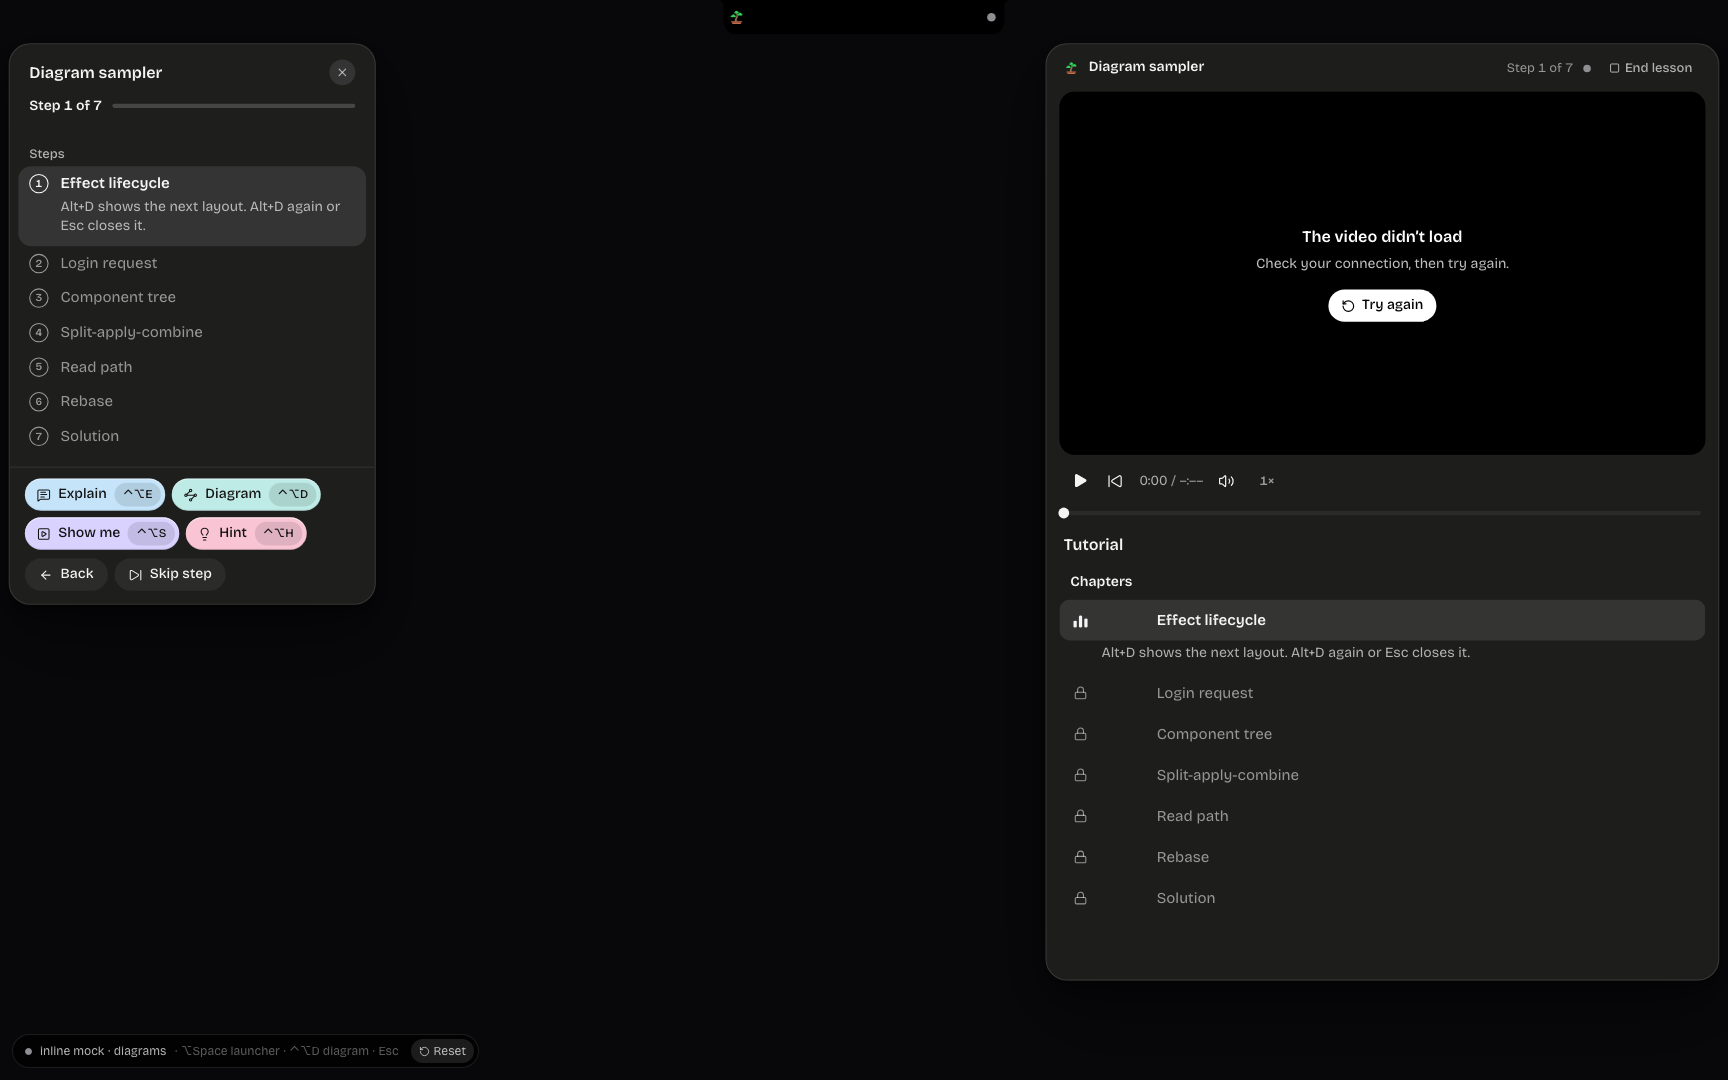 Diagram sampler
Step 1 of 7
Steps
1 Effect lifecycle
Alt+D shows the next layout. Alt+D again or
Esc closes it.
2 Login request
3 Component tree
4 Split-apply-combine
5 Read path
6 Rebase
7 Solution
Explain ^⌥E
Diagram ^⌥D
Show me ^⌥S
Hint ^⌥H
Back
Skip step
Diagram sampler
Step 1 of 7
End lesson
The video didn’t load
Check your connection, then try again.
Try again
0:00 / –:––
1×
Tutorial
Chapters
Effect lifecycle
Alt+D shows the next layout. Alt+D again or Esc closes it.
Login request
Component tree
Split-apply-combine
Read path
Rebase
Solution
inline mock · diagrams · ⌥Space launcher · ^⌥D diagram · Esc
Reset